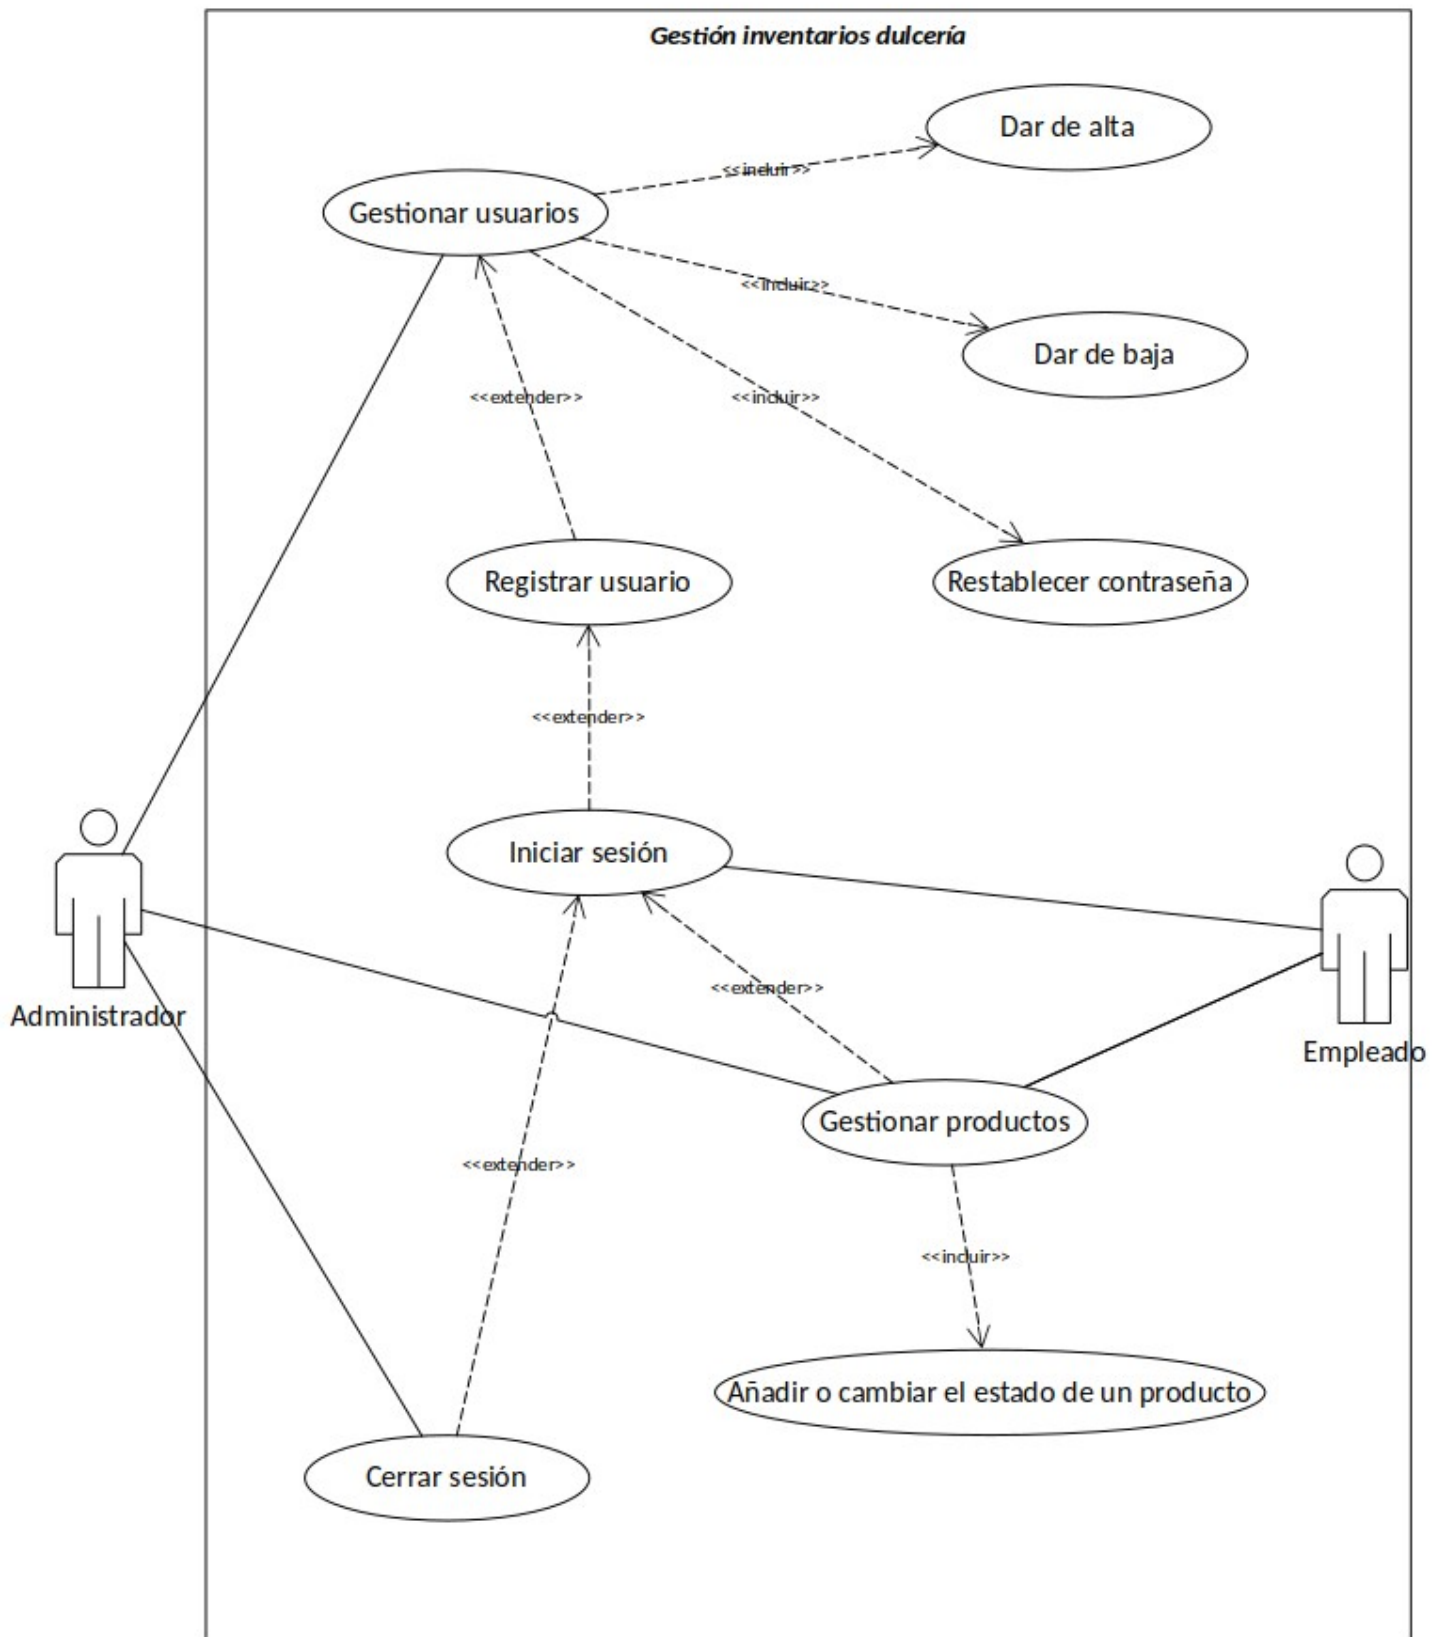 Gestión inventarios dulcería
Dar de alta
<<incluir>>
Gestionar usuarios
<<incluir>>
Dar de baja
<<extender>>
<<incluir>>
Registrar usuario
Restablecer contraseña
<<extender>>
Iniciar sesión
<<extender>>
Administrador
Empleado
Gestionar productos
<<extender>>
<<incluir>>
Añadir o cambiar el estado de un producto
Cerrar sesión